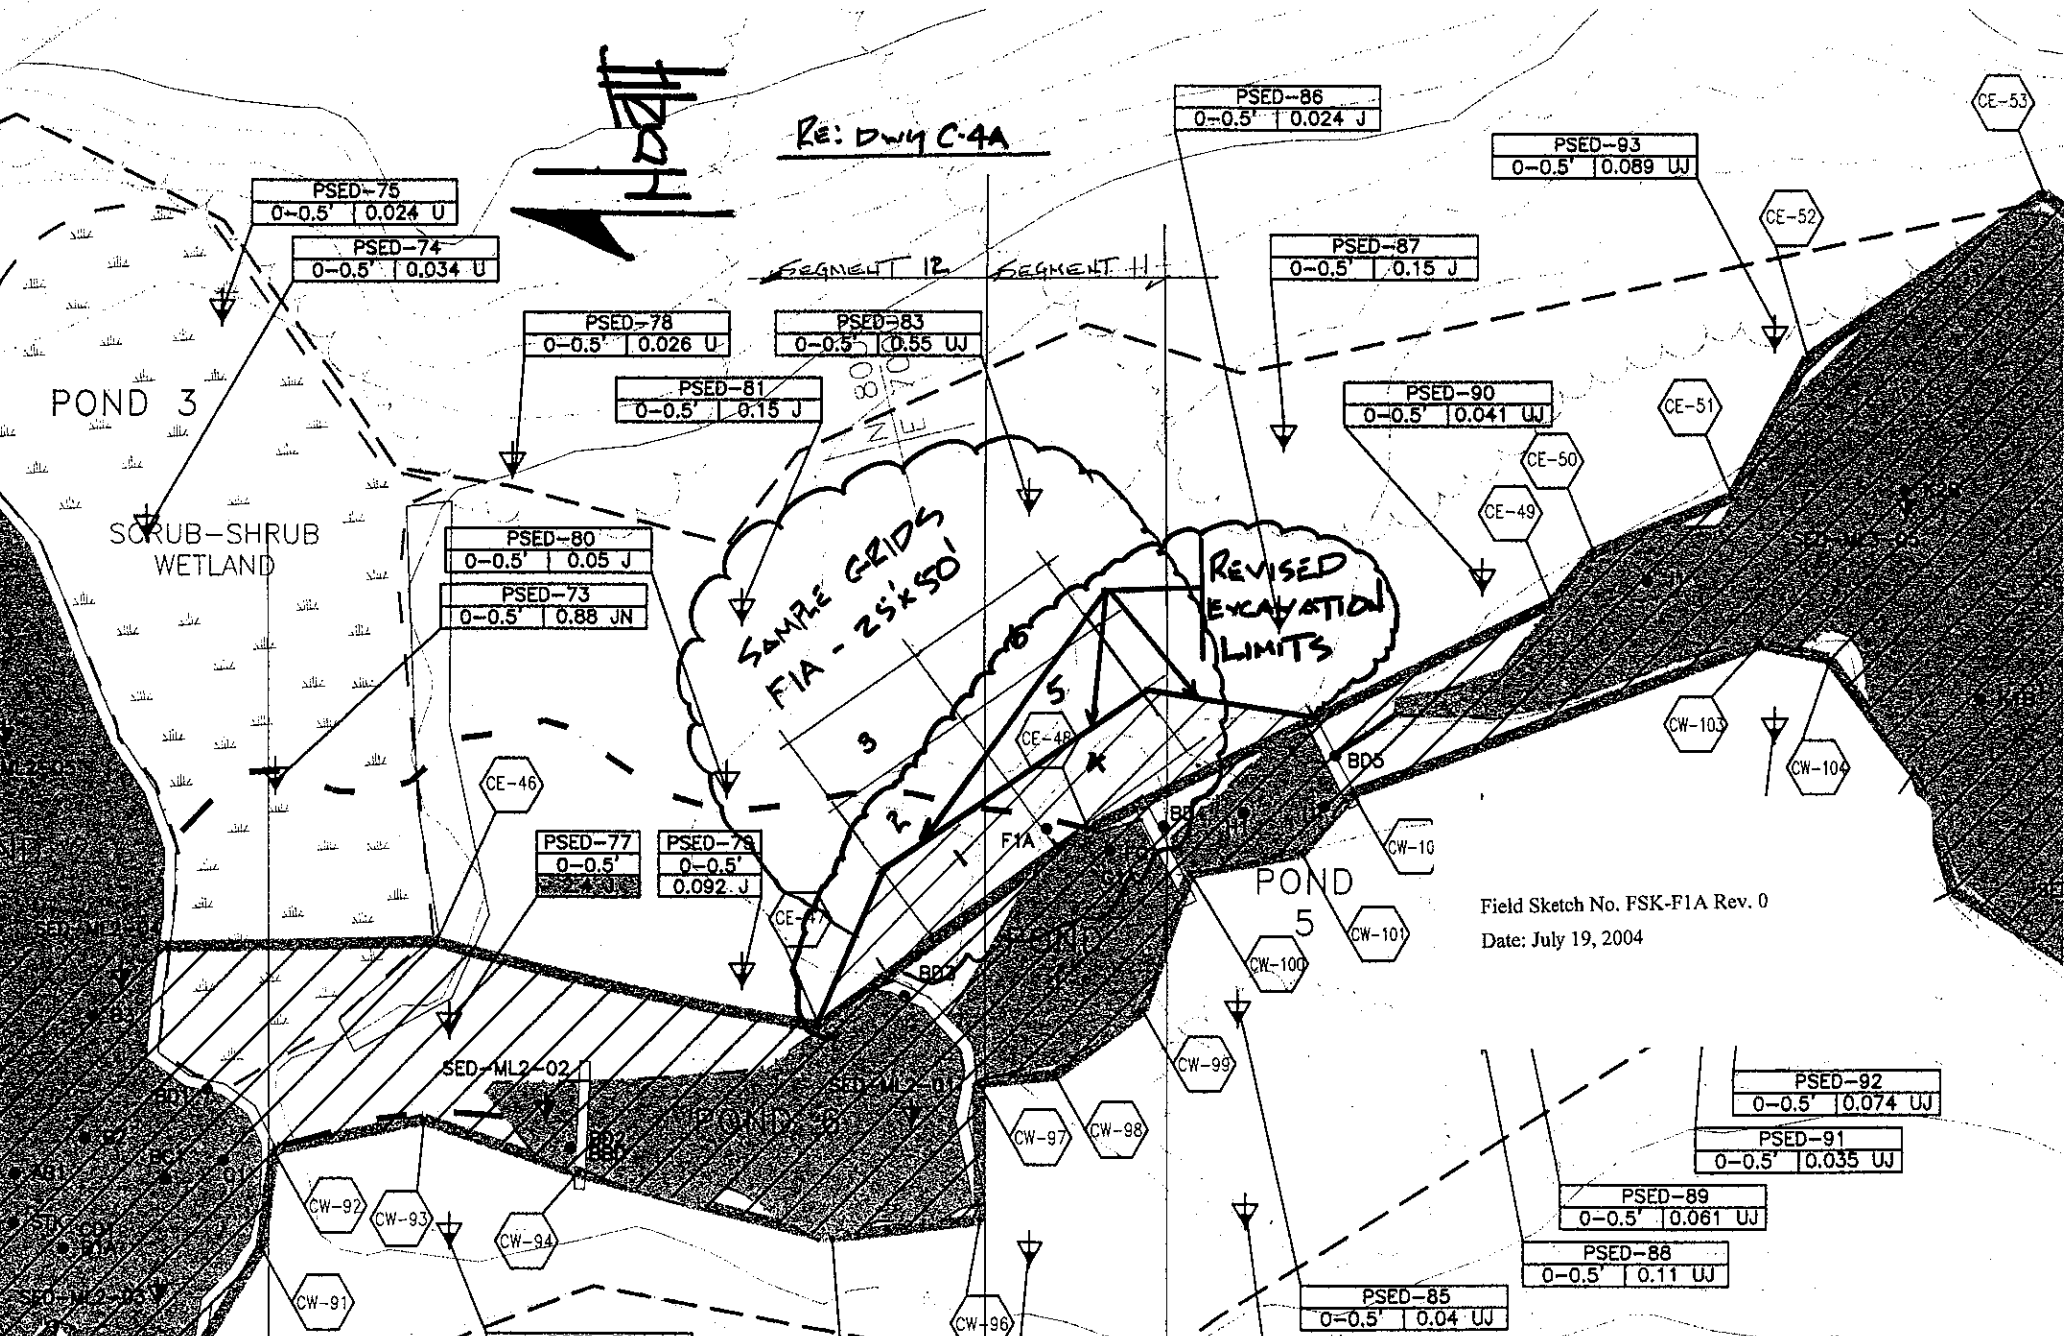 RE: DWG C-4A
PSED-86
0-0.5' 0.024 J
CE-53
PSED-93
0-0.5' 0.089 UJ
PSED-75
0-0.5' 0.024 U
CE-52
PSED-74
0-0.5' 0.034 U
PSED-87
0-0.5' 0.15 J
SEGMENT 12
SEGMENT 11
PSED-78
0-0.5' 0.026 U
PSED-83
0-0.5' 0.55 UJ
PSED-81
0-0.5' 0.15 J
PSED-90
0-0.5' 0.041 UJ
POND 3
CE-51
CE-50
CE-49
SCRUB-SHRUB
WETLAND
PSED-80
0-0.5' 0.05 J
PSED-73
0-0.5' 0.88 JN
SAMPLE GRIDS
F1A - 25'x50'
REVISED
EXCAVATION
LIMITS
6
5
3
2
1
CE-48
CE-46
CW-103
CW-104
BD5
F1A
CW-10
PSED-77
0-0.5'
2.4 J
PSED-79
0-0.5'
0.092 J
CE-47
POND
5
Field Sketch No. FSK-F1A Rev. 0
Date: July 19, 2004
CW-101
CW-100
BD3
POND
CW-99
SED-ML2-02
SED-ML2-01
POND 6
CW-97
CW-98
PSED-92
0-0.5' 0.074 UJ
PSED-91
0-0.5' 0.035 UJ
PSED-89
0-0.5' 0.061 UJ
PSED-88
0-0.5' 0.11 UJ
PSED-85
0-0.5' 0.04 UJ
CW-92
CW-93
CW-94
CW-91
CW-96